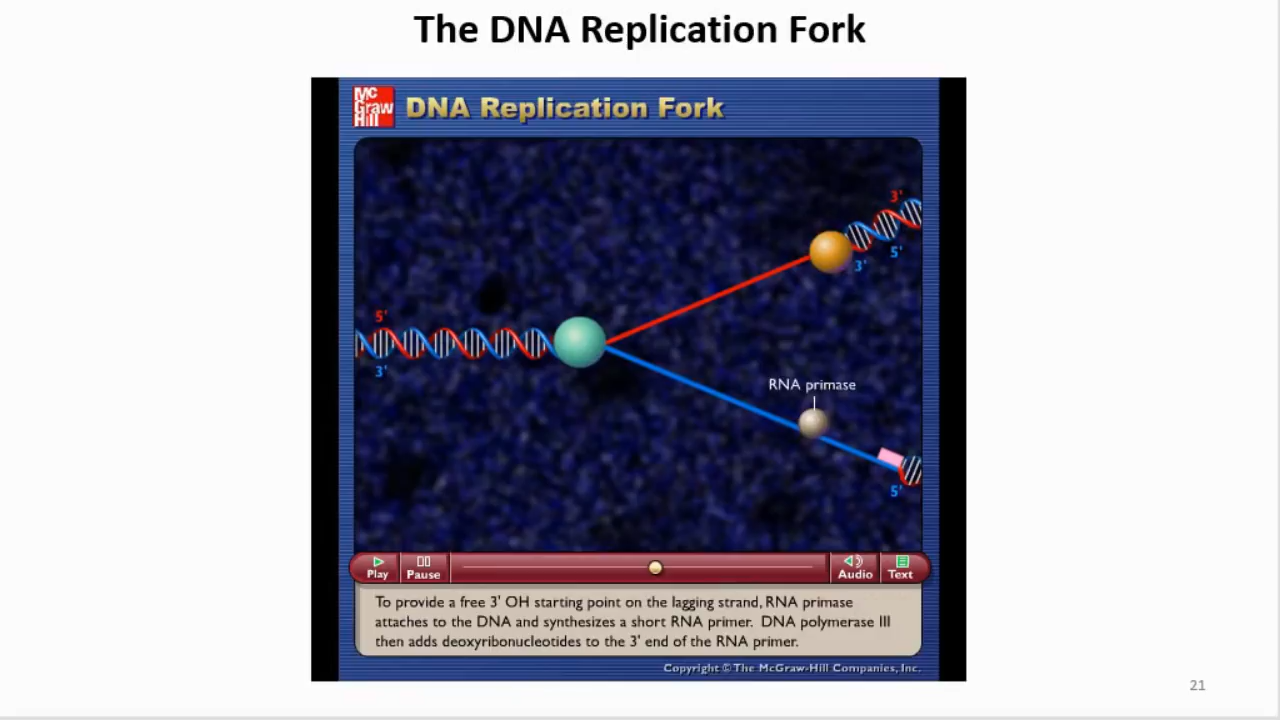 The DNA Replication Fork
Mc
Graw
Hill
DNA Replication Fork
3'
5'
3'
5'
3'
RNA primase
5'
Play
Pause
Audio
Text
To provide a free 3' OH starting point on the lagging strand, RNA primase
attaches to the DNA and synthesizes a short RNA primer. DNA polymerase III
then adds deoxyribonucleotides to the 3' end of the RNA primer.
Copyright © The McGraw-Hill Companies, Inc.
21